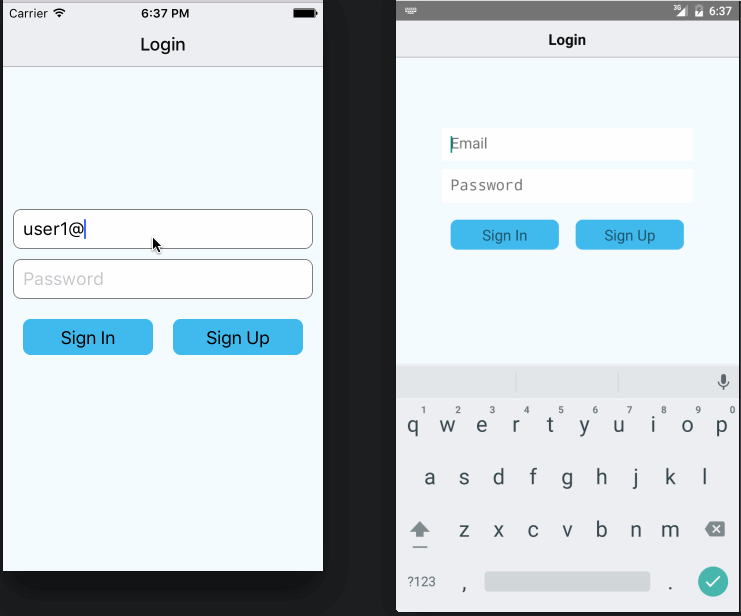 Carrier 6:37 PM
Login
user1@
Password
Sign In Sign Up
3G 6:37
Login
Email
Password
Sign In Sign Up
1 2 3 4 5 6 7 8 9 0
q w e r t y u i o p
a s d f g h j k l
z x c v b n m
?123 , .